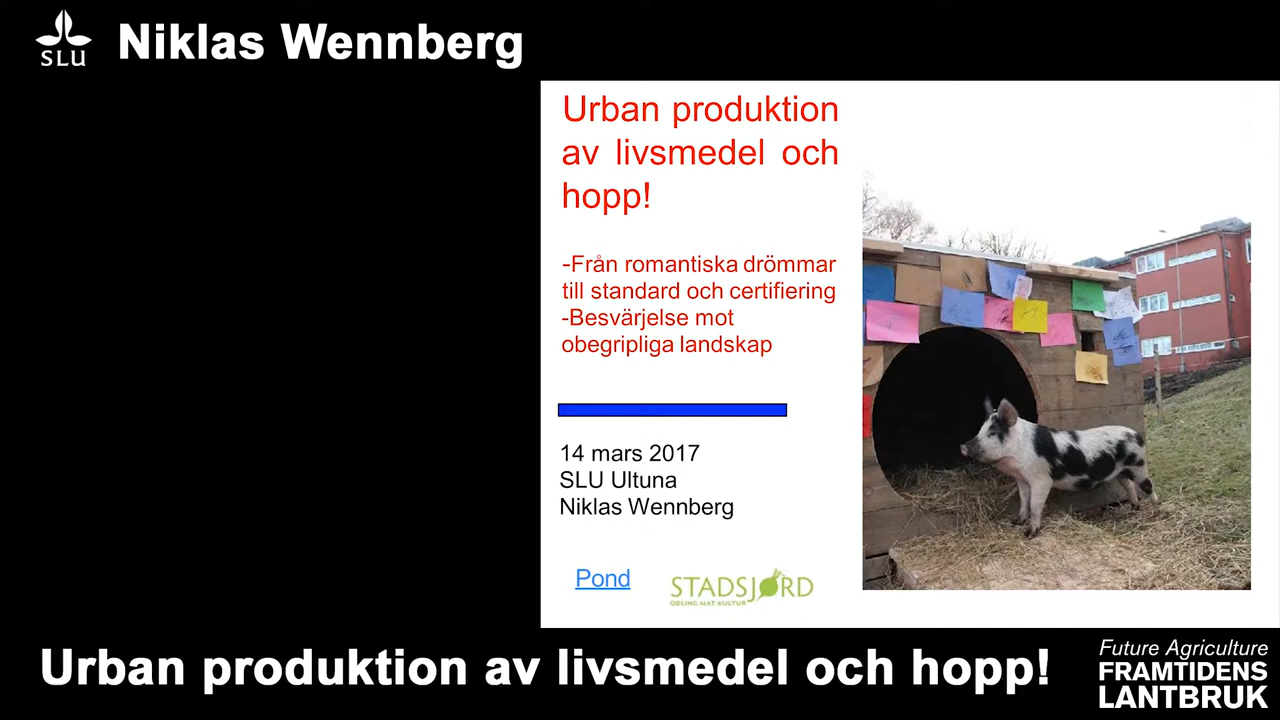 SLU
Niklas Wennberg
Urban produktion
av livsmedel och
hopp!
-Från romantiska drömmar
till standard och certifiering
-Besvärjelse mot
obegripliga landskap
14 mars 2017
SLU Ultuna
Niklas Wennberg
Pond
STADSJORD
ODLING MAT KULTUR
Urban produktion av livsmedel och hopp!
Future Agriculture
FRAMTIDENS
LANTBRUK